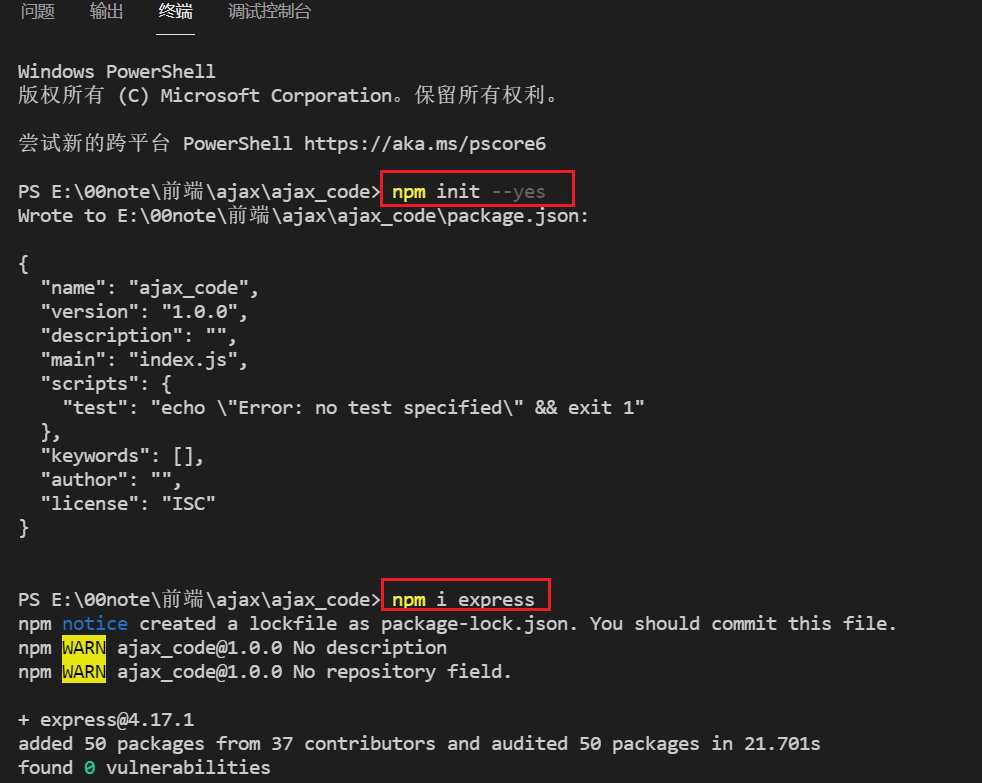 问题 输出 终端 调试控制台
Windows PowerShell
版权所有 (C) Microsoft Corporation。保留所有权利。
尝试新的跨平台 PowerShell https://aka.ms/pscore6
PS E:\00note\前端\ajax\ajax_code> npm init --yes
Wrote to E:\00note\前端\ajax\ajax_code\package.json:
{
  "name": "ajax_code",
  "version": "1.0.0",
  "description": "",
  "main": "index.js",
  "scripts": {
    "test": "echo \"Error: no test specified\" && exit 1"
  },
  "keywords": [],
  "author": "",
  "license": "ISC"
}
PS E:\00note\前端\ajax\ajax_code> npm i express
npm notice created a lockfile as package-lock.json. You should commit this file.
npm WARN ajax_code@1.0.0 No description
npm WARN ajax_code@1.0.0 No repository field.
+ express@4.17.1
added 50 packages from 37 contributors and audited 50 packages in 21.701s
found 0 vulnerabilities